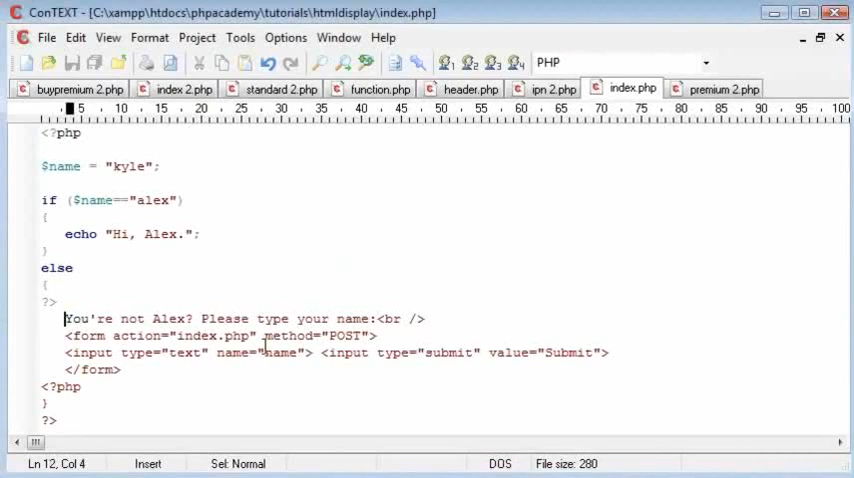 ConTEXT - [C:\xampp\htdocs\phpacademy\tutorials\htmldisplay\index.php]
File Edit View Format Project Tools Options Window Help
1 2 3 4 PHP
buypremium 2.php index 2.php standard 2.php function.php header.php ipn 2.php index.php premium 2.php
5 10 15 20 25 30 35 40 45 50 55 60 65 70 75 80 85 90 95 100
<?php
$name = "kyle";
if ($name=="alex")
{
echo "Hi, Alex.";
}
else
{
?>
You're not Alex? Please type your name:<br />
<form action="index.php" method="POST">
<input type="text" name="name"> <input type="submit" value="Submit">
</form>
<?php
}
?>
Ln 12, Col 4 Insert Sel: Normal DOS File size: 280